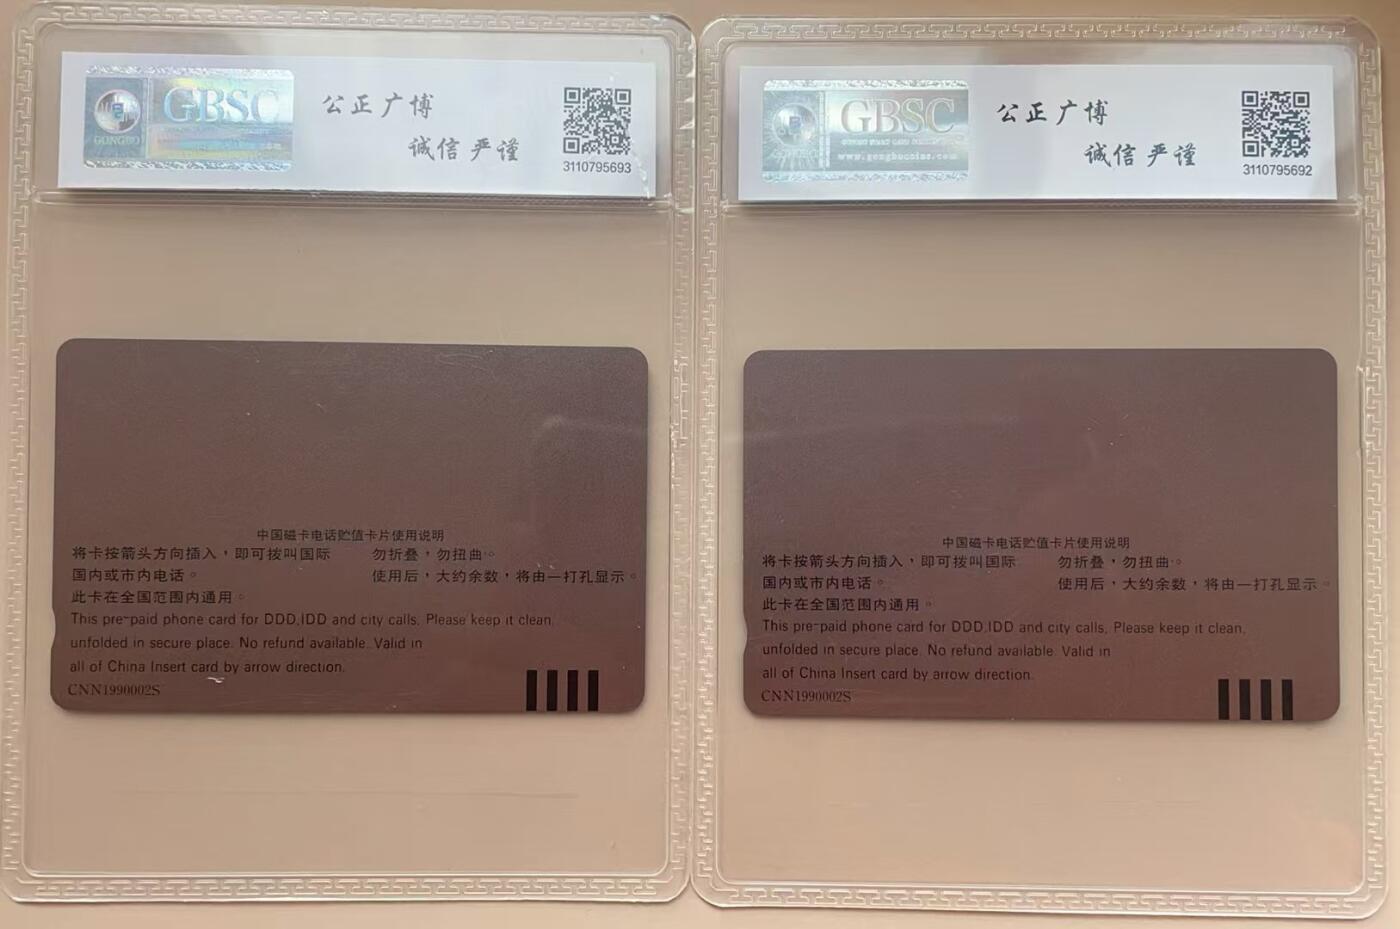 GBSC
GONGBO
公正广博
诚信严谨
3110795693
中国磁卡电话贮值卡片使用说明
将卡按箭头方向插入，即可拨叫国际
国内或市内电话。
此卡在全国范围内通用。
勿折叠，勿扭曲。
使用后，大约余数，将由一打孔显示。
This pre-paid phone card for DDD,IDD and city calls, Please keep it clean,
unfolded in secure place. No refund available. Valid in
all of China Insert card by arrow direction.
CNN1990002S
GBSC
www.gongbocoins.com
公正广博
诚信严谨
3110795692
中国磁卡电话贮值卡片使用说明
将卡按箭头方向插入，即可拨叫国际
国内或市内电话。
此卡在全国范围内通用。
勿折叠，勿扭曲。
使用后，大约余数，将由一打孔显示。
This pre-paid phone card for DDD,IDD and city calls, Please keep it clean,
unfolded in secure place. No refund available. Valid in
all of China Insert card by arrow direction.
CNN1990002S